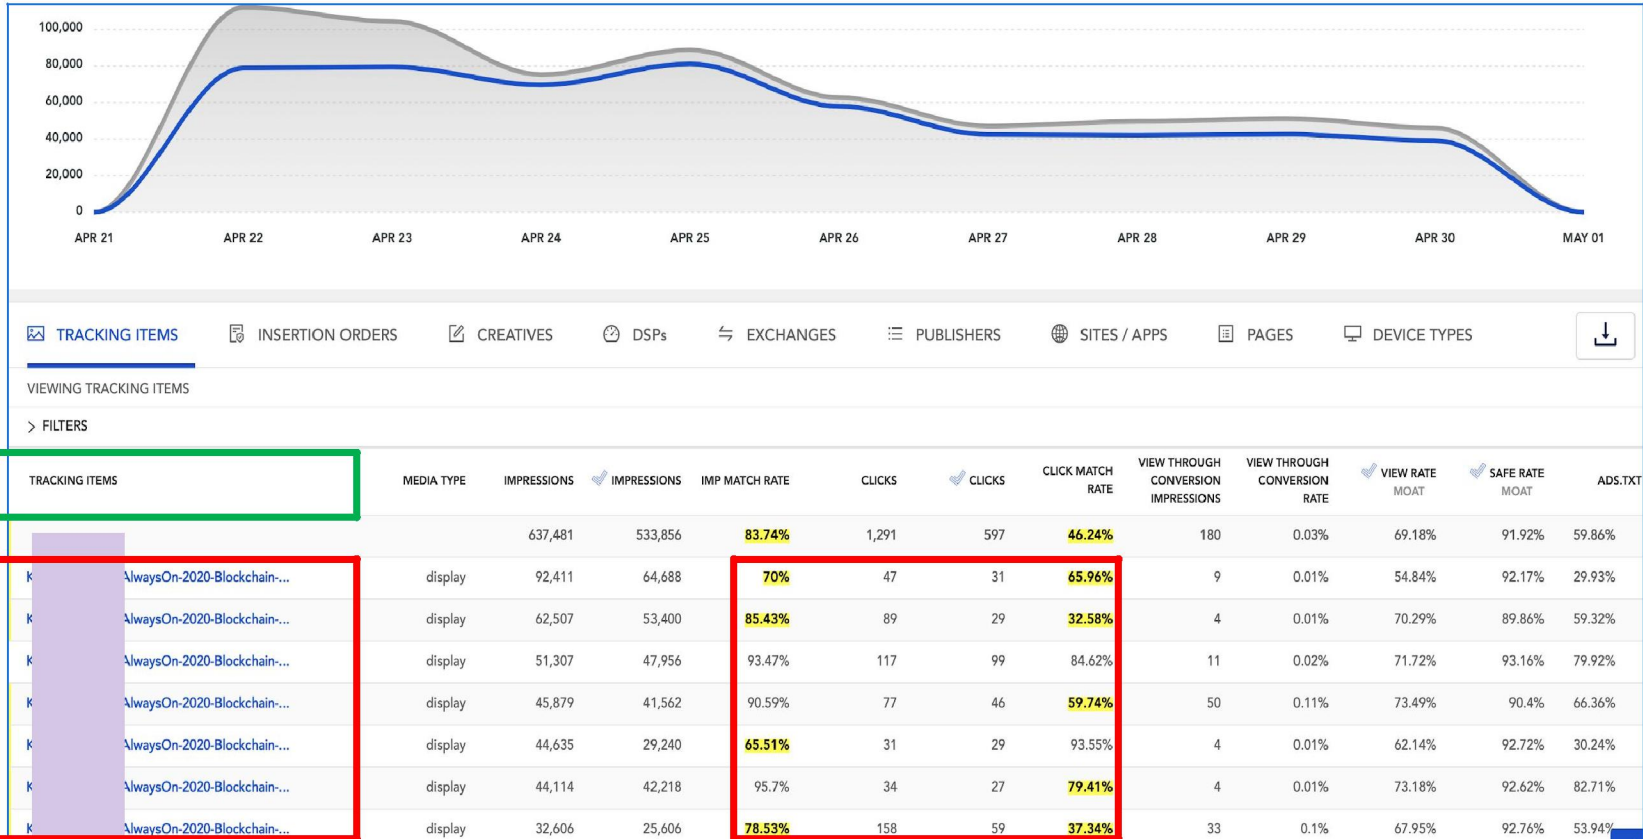 100,000
80,000
60,000
40,000
20,000
0
APR 21 APR 22 APR 23 APR 24 APR 25 APR 26 APR 27 APR 28 APR 29 APR 30 MAY 01
TRACKING ITEMS INSERTION ORDERS CREATIVES DSPs EXCHANGES PUBLISHERS SITES / APPS PAGES DEVICE TYPES
VIEWING TRACKING ITEMS
> FILTERS
TRACKING ITEMS MEDIA TYPE IMPRESSIONS IMPRESSIONS IMP MATCH RATE CLICKS CLICKS CLICK MATCH RATE VIEW THROUGH CONVERSION IMPRESSIONS VIEW THROUGH CONVERSION RATE VIEW RATE MOAT SAFE RATE MOAT ADS.TXT
637,481 533,856 83.74% 1,291 597 46.24% 180 0.03% 69.18% 91.92% 59.86%
K AlwaysOn-2020-Blockchain-... display 92,411 64,688 70% 47 31 65.96% 9 0.01% 54.84% 92.17% 29.93%
K AlwaysOn-2020-Blockchain-... display 62,507 53,400 85.43% 89 29 32.58% 4 0.01% 70.29% 89.86% 59.32%
K AlwaysOn-2020-Blockchain-... display 51,307 47,956 93.47% 117 99 84.62% 11 0.02% 71.72% 93.16% 79.92%
K AlwaysOn-2020-Blockchain-... display 45,879 41,562 90.59% 77 46 59.74% 50 0.11% 73.49% 90.4% 66.36%
K AlwaysOn-2020-Blockchain-... display 44,635 29,240 65.51% 31 29 93.55% 4 0.01% 62.14% 92.72% 30.24%
K AlwaysOn-2020-Blockchain-... display 44,114 42,218 95.7% 34 27 79.41% 4 0.01% 73.18% 92.62% 82.71%
K AlwaysOn-2020-Blockchain-... display 32,606 25,606 78.53% 158 59 37.34% 33 0.1% 67.95% 92.76% 53.94%